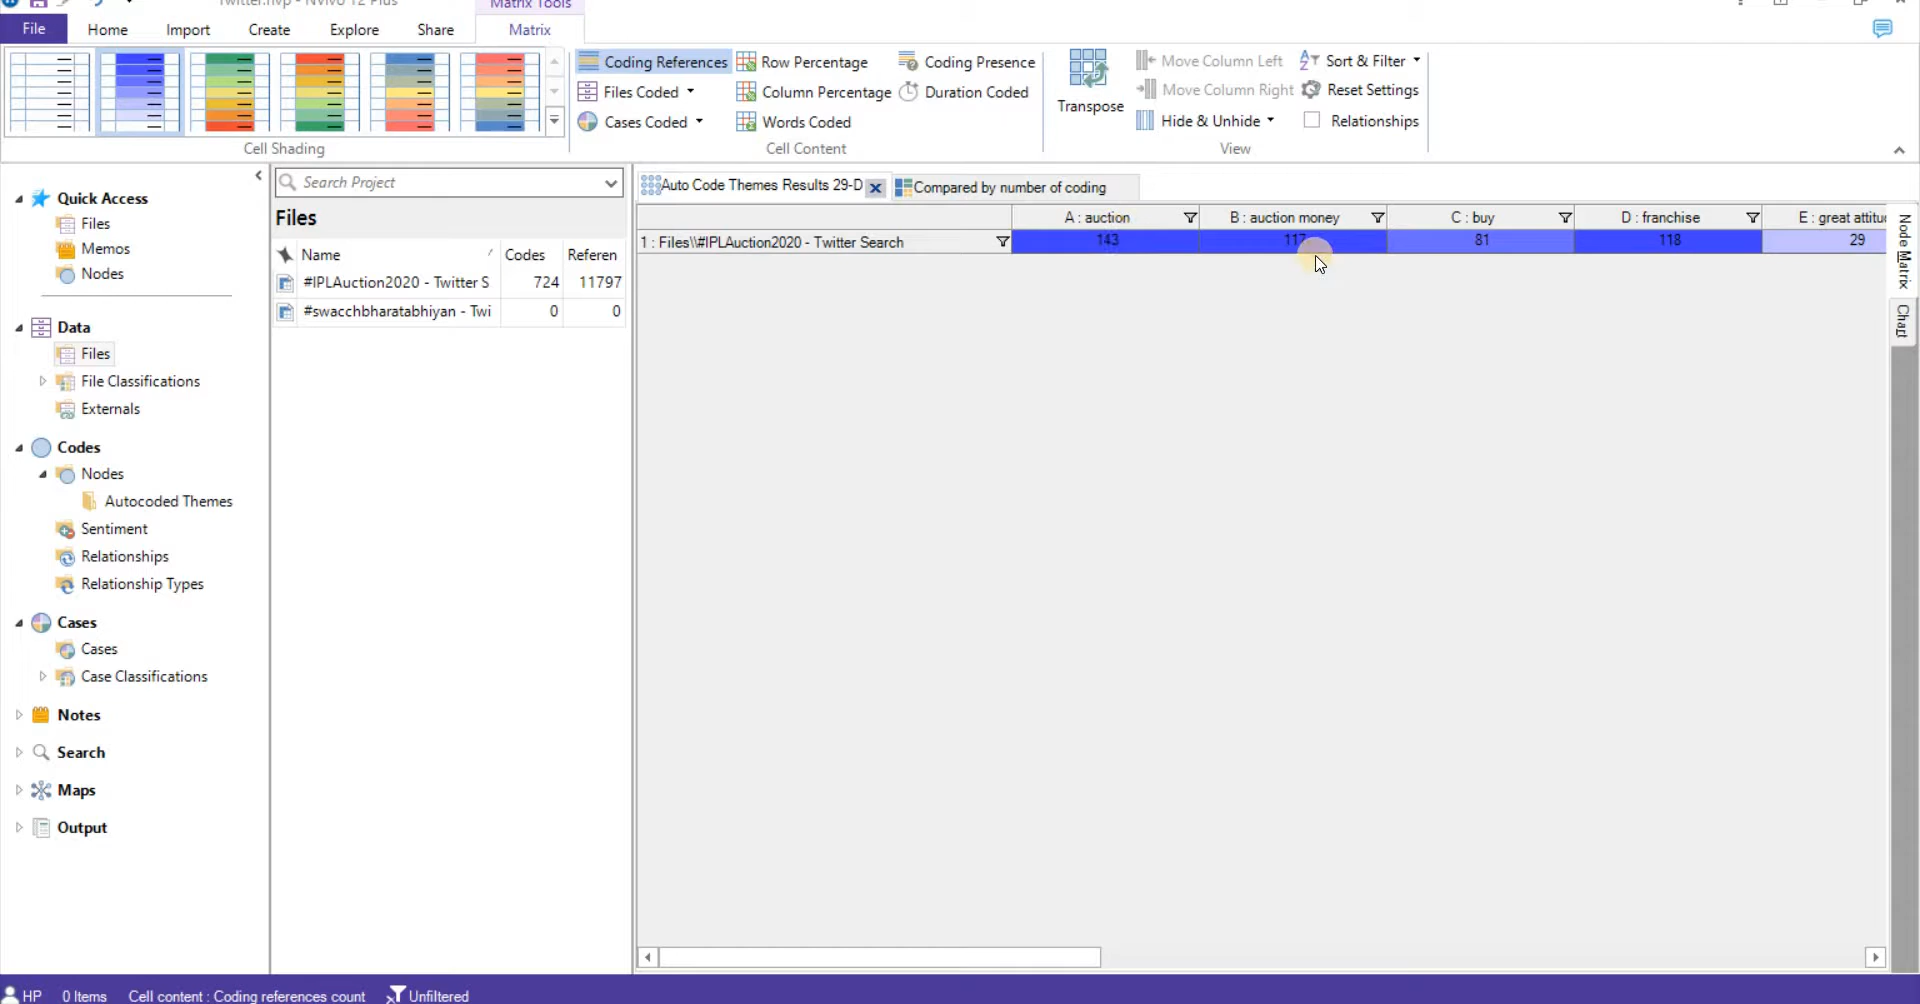 Twitter.nvp - NVivo 12 Plus
Matrix Tools
File
Home
Import
Create
Explore
Share
Matrix
Coding References
Files Coded
Cases Coded
Row Percentage
Column Percentage
Words Coded
Coding Presence
Duration Coded
Transpose
Move Column Left
Move Column Right
Hide & Unhide
Sort & Filter
Reset Settings
Relationships
Cell Shading
Cell Content
View
Quick Access
Files
Memos
Nodes
Data
Files
File Classifications
Externals
Codes
Nodes
Autocoded Themes
Sentiment
Relationships
Relationship Types
Cases
Cases
Case Classifications
Notes
Search
Maps
Output
Search Project
Files
Name Codes Referen
#IPLAuction2020 - Twitter S 724 11797
#swacchbharatabhiyan - Twi 0 0
Auto Code Themes Results 29-D
Compared by number of coding
A : auction B : auction money C : buy D : franchise E : great attitu
1 : Files\\#IPLAuction2020 - Twitter Search 143 117 81 118 29
Node Matrix
Chart
HP 0 Items Cell content : Coding references count Unfiltered